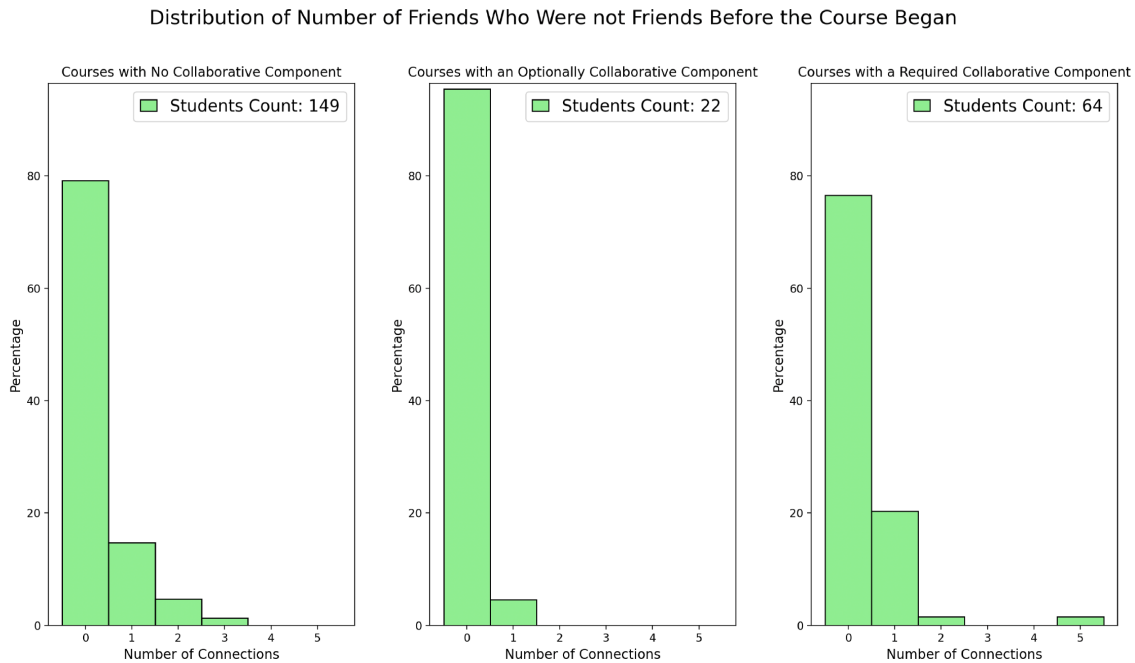 Distribution of Number of Friends Who Were not Friends Before the Course Began
Courses with No Collaborative Component
Students Count: 149
Percentage
80
60
40
20
0
0 1 2 3 4 5
Number of Connections
Courses with an Optionally Collaborative Component
Students Count: 22
Percentage
80
60
40
20
0
0 1 2 3 4 5
Number of Connections
Courses with a Required Collaborative Component
Students Count: 64
Percentage
80
60
40
20
0
0 1 2 3 4 5
Number of Connections